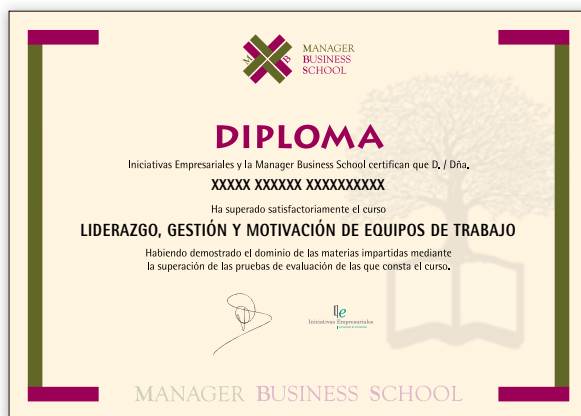 M B
MANAGER
BUSINESS
SCHOOL
DIPLOMA
Iniciativas Empresariales y la Manager Business School certifican que D. / Dña.
XXXXX XXXXXX XXXXXXXXXX
Ha superado satisfactoriamente el curso
LIDERAZGO, GESTIÓN Y MOTIVACIÓN DE EQUIPOS DE TRABAJO
Habiendo demostrado el dominio de las materias impartidas mediante
la superación de las pruebas de evaluación de las que consta el curso.
Iniciativas Empresariales
MANAGER BUSINESS SCHOOL